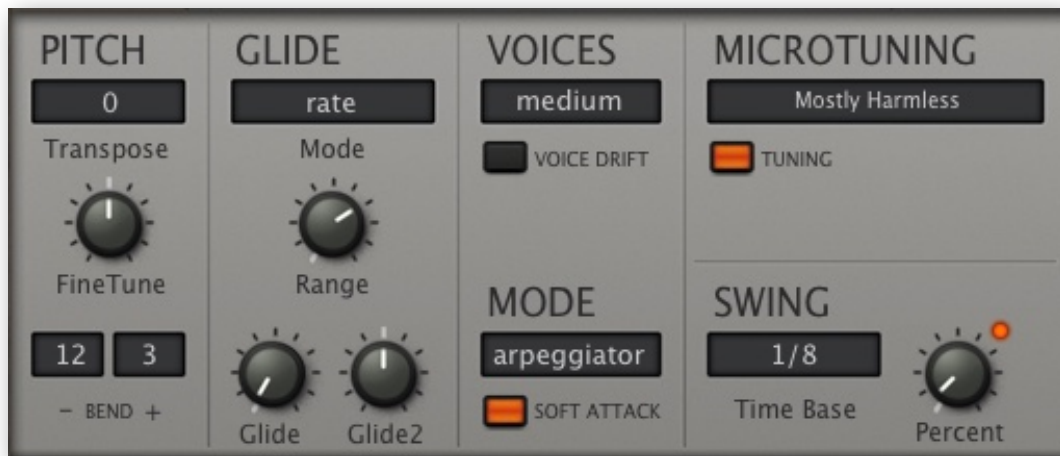 PITCH
0
Transpose
FineTune
12 3
- BEND +
GLIDE
rate
Mode
Range
Glide Glide2
VOICES
medium
VOICE DRIFT
MODE
arpeggiator
SOFT ATTACK
MICROTUNING
Mostly Harmless
TUNING
SWING
1/8
Time Base
Percent